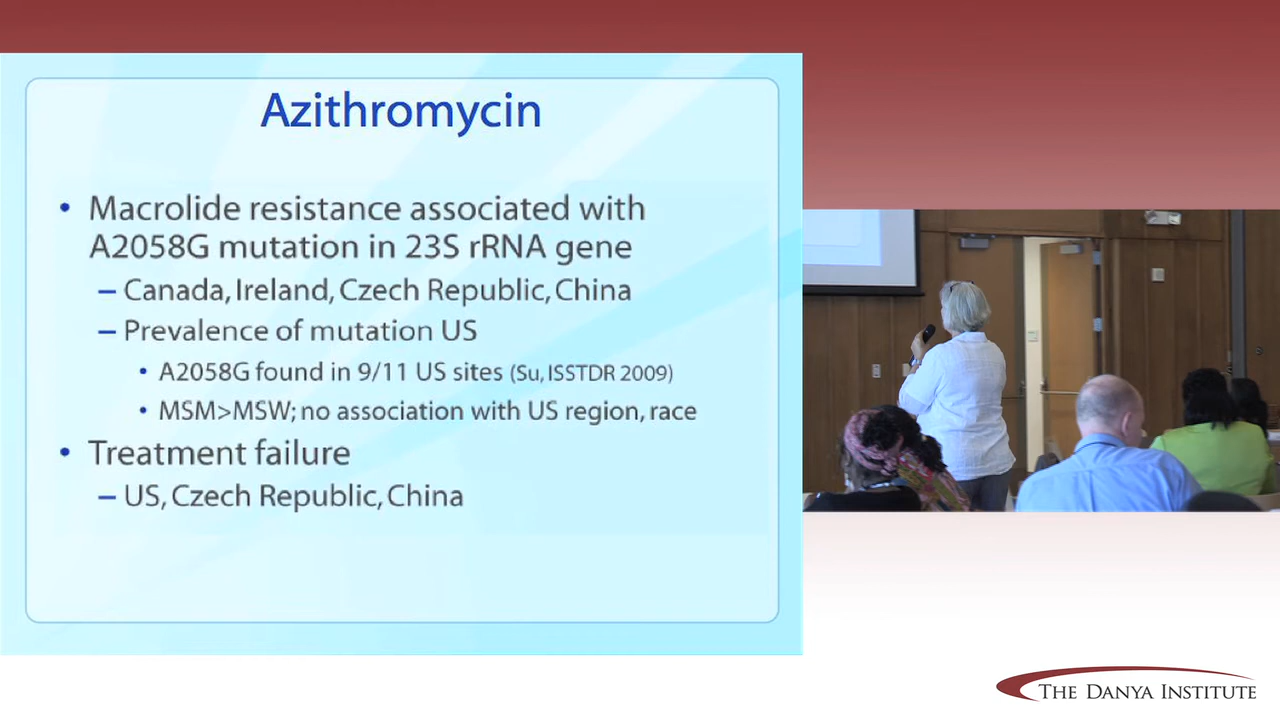 Azithromycin
• Macrolide resistance associated with
A2058G mutation in 23S rRNA gene
– Canada, Ireland, Czech Republic, China
– Prevalence of mutation US
• A2058G found in 9/11 US sites (Su, ISSTDR 2009)
• MSM>MSW; no association with US region, race
• Treatment failure
– US, Czech Republic, China
THE DANYA INSTITUTE